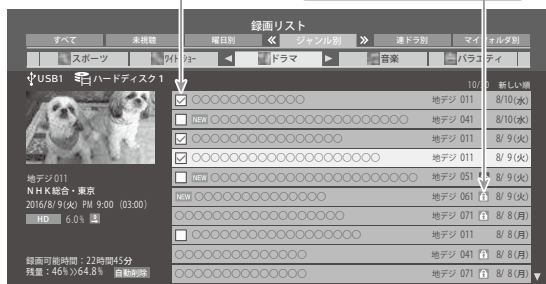 録画リスト
すべて 未視聴 曜日別 ≪ ジャンル別 ≫ 連ドラ別 マイフォルダ別
スポーツ ワイドショー ◀ ドラマ ▶ 音楽 バラエティ
USB1 ハードディスク1
10/30 新しい順
○○○○○○○○○○○○ 地デジ 011 8/10(水)
NEW ○○○○○○○○○○○○○○○○○○○○○○ 地デジ 041 8/10(水)
○○○○○○○○○○○○○○○○ 地デジ 011 8/ 9(火)
○○○○○○○○○○○○○○○○○○○○ 地デジ 011 8/ 9(火)
NEW ○○○○○○○○○○○○○○○○○○○○○○○ 地デジ 051 8/ 9(火)
NEW ○○○○○○○○○○○○○ 地デジ 061 8/ 9(火)
○○○○○○○○○○○○○○○○○○ 地デジ 071 8/ 8(月)
○○○○○○○○○○○○○○○○○○ 地デジ 011 8/ 8(月)
○○○○○○○○○○○○○○ 地デジ 041 8/ 8(月)
○○○○○○○○○○○○○○ 地デジ 071 8/ 8(月)
地デジ011
NHK総合・東京
2016/8/ 9(火) PM 9:00 (03:00)
HD 6.0%
録画可能時間：22時間45分
残量：46%≫64.8% 自動削除